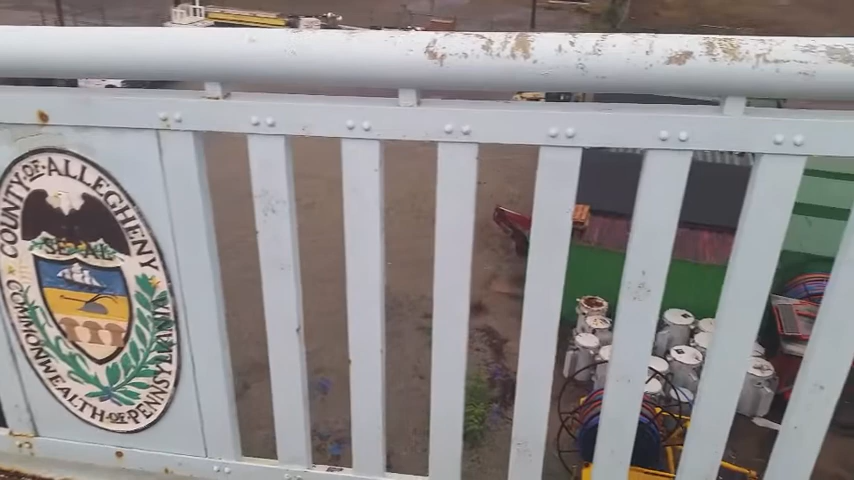 COUNTY OF ALLEGHENY
SEAL
COMMONWEALTH OF PENNSYLVANIA